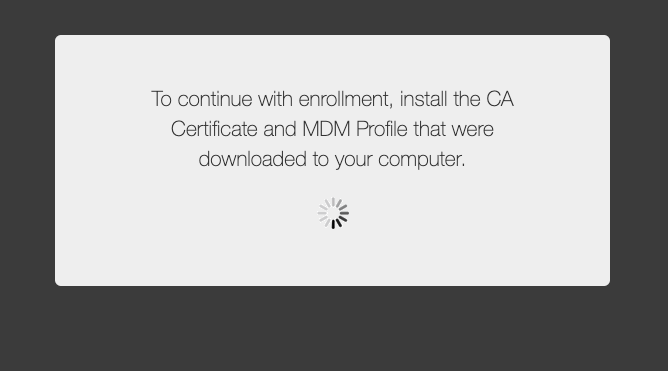 To continue with enrollment, install the CA
Certificate and MDM Profile that were
downloaded to your computer.